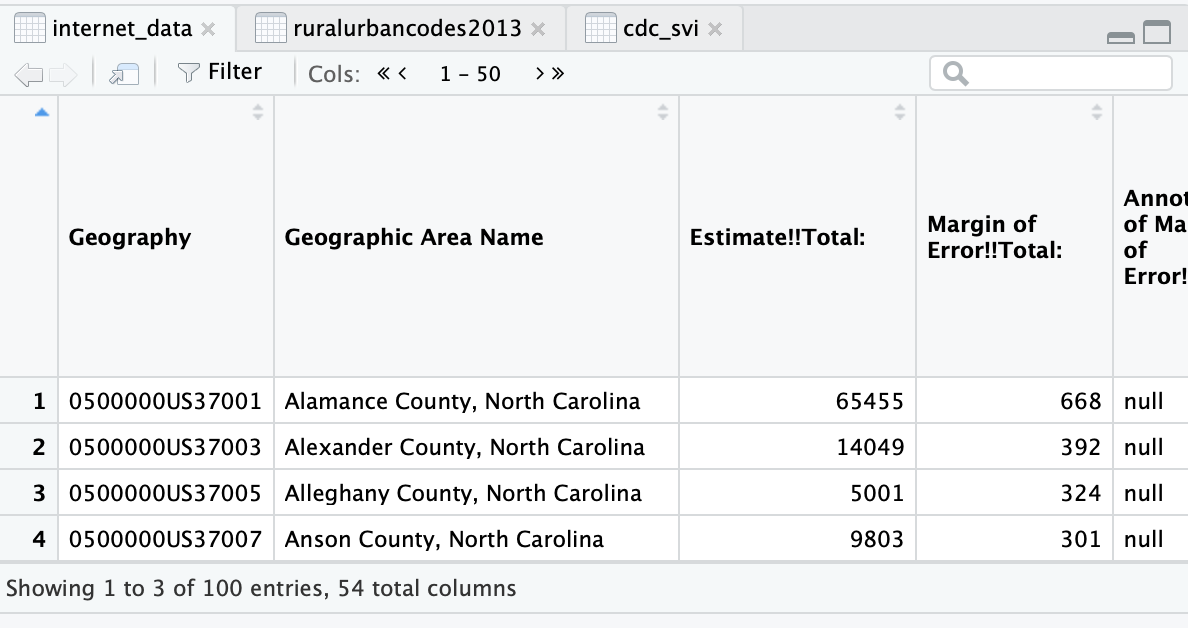 internet_data ruralurbancodes2013 cdc_svi
Filter Cols: « < 1 - 50 > »
Geography Geographic Area Name Estimate!!Total: Margin of Error!!Total: Annot of Ma of Error!
1 0500000US37001 Alamance County, North Carolina 65455 668 null
2 0500000US37003 Alexander County, North Carolina 14049 392 null
3 0500000US37005 Alleghany County, North Carolina 5001 324 null
4 0500000US37007 Anson County, North Carolina 9803 301 null
Showing 1 to 3 of 100 entries, 54 total columns